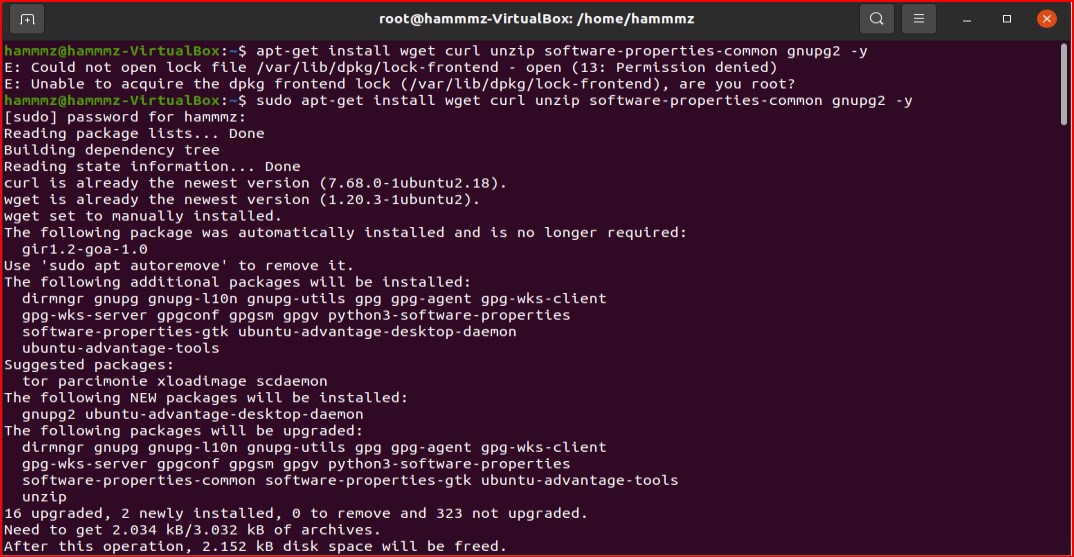 root@hammmz-VirtualBox: /home/hammmz
hammmz@hammmz-VirtualBox:~$ apt-get install wget curl unzip software-properties-common gnupg2 -y
E: Could not open lock file /var/lib/dpkg/lock-frontend - open (13: Permission denied)
E: Unable to acquire the dpkg frontend lock (/var/lib/dpkg/lock-frontend), are you root?
hammmz@hammmz-VirtualBox:~$ sudo apt-get install wget curl unzip software-properties-common gnupg2 -y
[sudo] password for hammmz:
Reading package lists... Done
Building dependency tree
Reading state information... Done
curl is already the newest version (7.68.0-1ubuntu2.18).
wget is already the newest version (1.20.3-1ubuntu2).
wget set to manually installed.
The following package was automatically installed and is no longer required:
  gir1.2-goa-1.0
Use 'sudo apt autoremove' to remove it.
The following additional packages will be installed:
  dirmngr gnupg gnupg-l10n gnupg-utils gpg gpg-agent gpg-wks-client
  gpg-wks-server gpgconf gpgsm gpgv python3-software-properties
  software-properties-gtk ubuntu-advantage-desktop-daemon
  ubuntu-advantage-tools
Suggested packages:
  tor parcimonie xloadimage scdaemon
The following NEW packages will be installed:
  gnupg2 ubuntu-advantage-desktop-daemon
The following packages will be upgraded:
  dirmngr gnupg gnupg-l10n gnupg-utils gpg gpg-agent gpg-wks-client
  gpg-wks-server gpgconf gpgsm gpgv python3-software-properties
  software-properties-common software-properties-gtk ubuntu-advantage-tools
  unzip
16 upgraded, 2 newly installed, 0 to remove and 323 not upgraded.
Need to get 2.034 kB/3.032 kB of archives.
After this operation, 2.152 kB disk space will be freed.